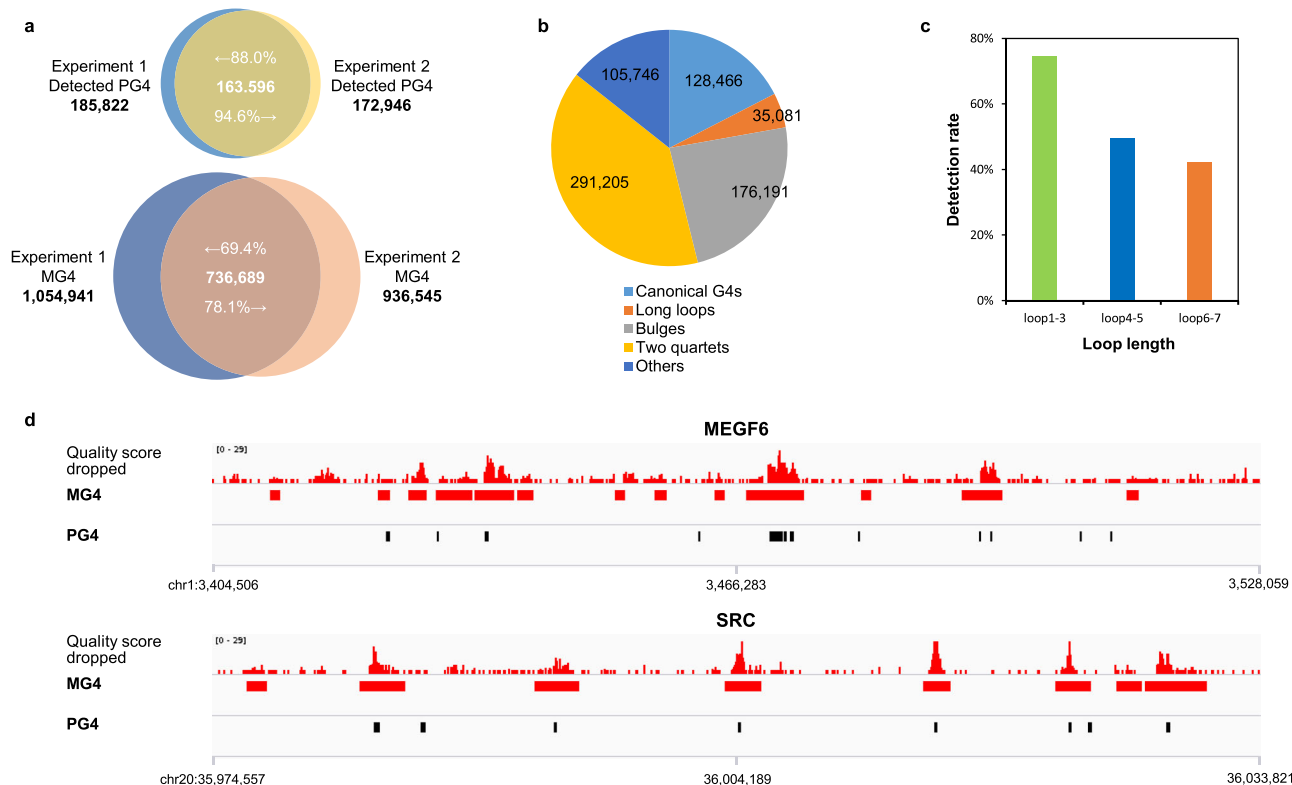 a
Experiment 1
Detected PG4
185,822
←88.0%
163.596
94.6%→
Experiment 2
Detected PG4
172,946
Experiment 1
MG4
1,054,941
←69.4%
736,689
78.1%→
Experiment 2
MG4
936,545
b
105,746
128,466
35,081
291,205
176,191
Canonical G4s
Long loops
Bulges
Two quartets
Others
c
80%
60%
40%
20%
0%
Detetction rate
loop1-3 loop4-5 loop6-7
Loop length
d
MEGF6
Quality score
dropped
[0 - 29]
MG4
PG4
chr1:3,404,506 3,466,283 3,528,059
SRC
Quality score
dropped
[0 - 29]
MG4
PG4
chr20:35,974,557 36,004,189 36,033,821